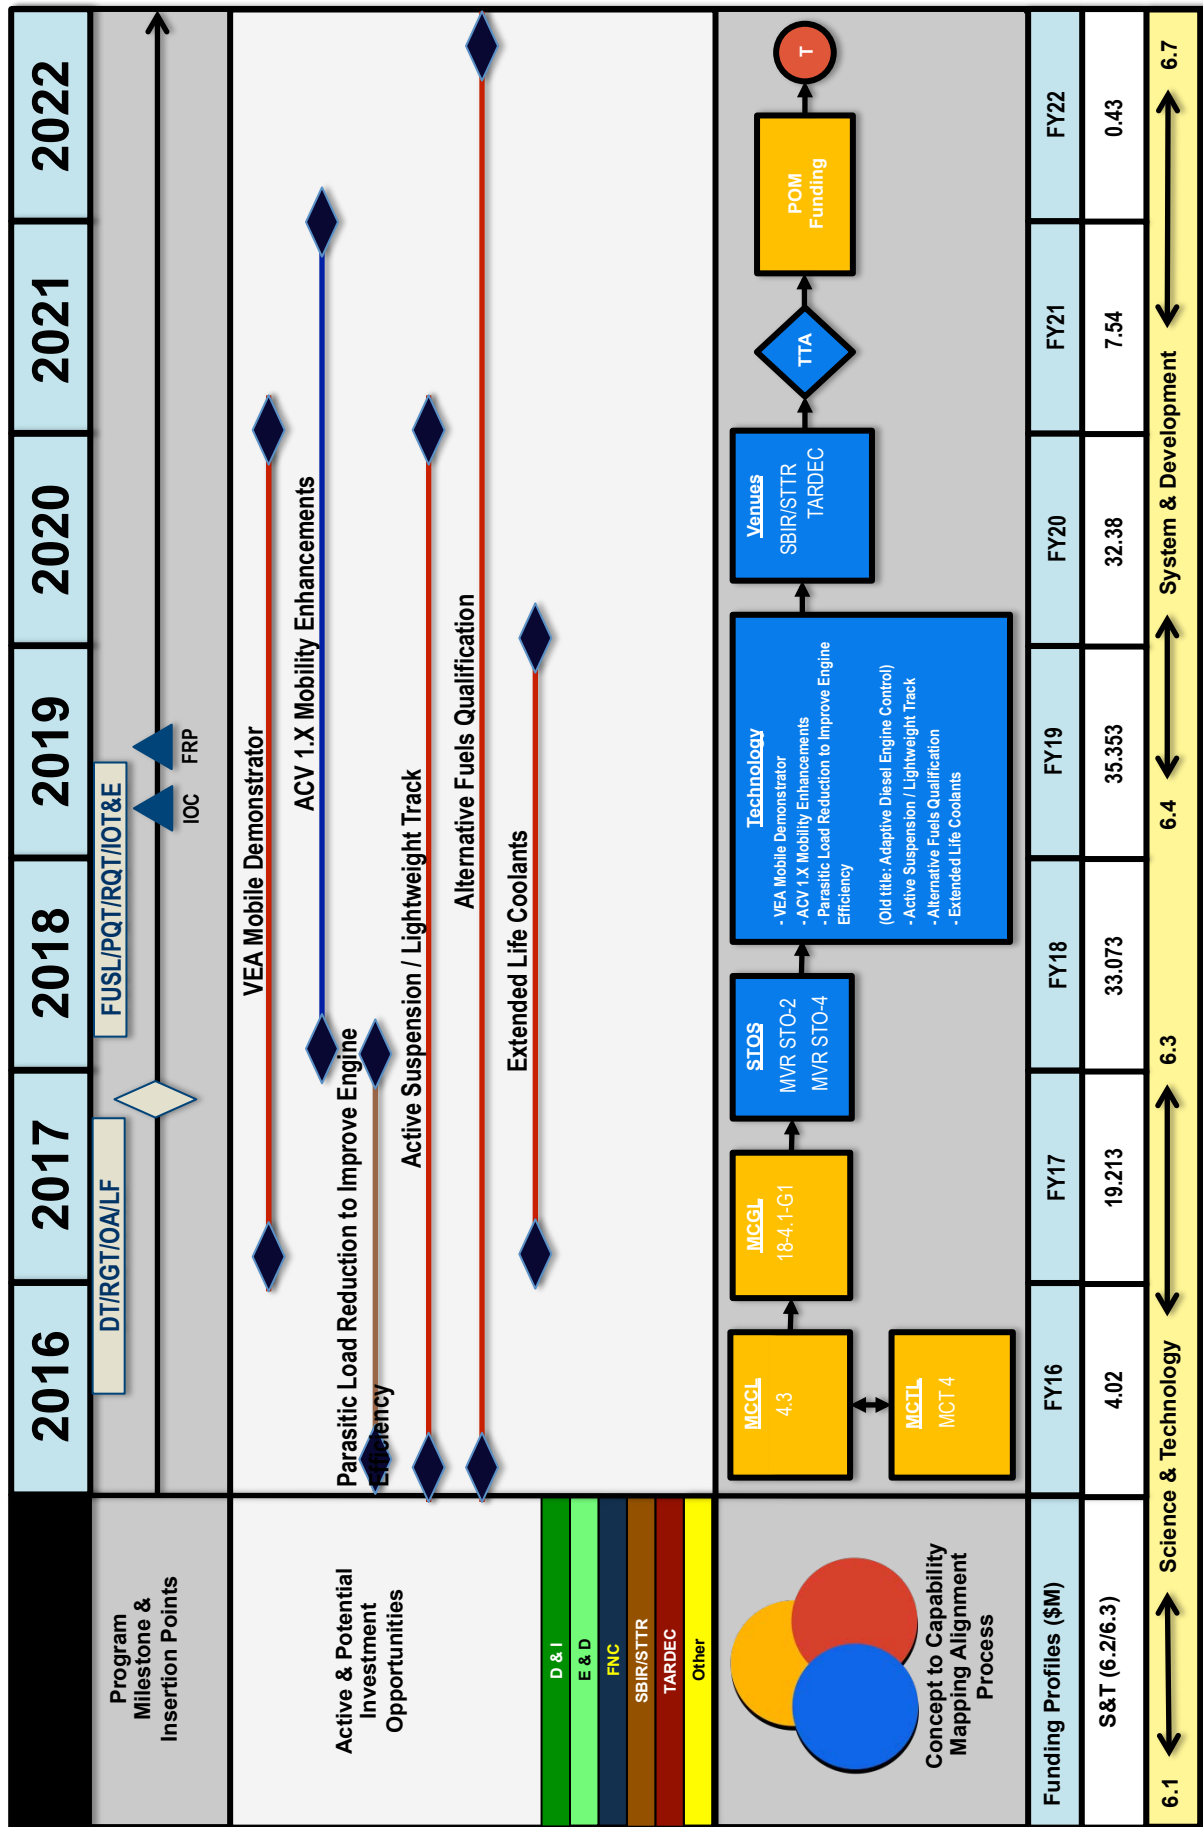 2016
2017
2018
2019
2020
2021
2022
Program
Milestone &
Insertion Points
DT/RGT/OA/LF
FUSL/PQT/RQT/IOT&E
IOC
FRP
Active & Potential
Investment
Opportunities
VEA Mobile Demonstrator
ACV 1.X Mobility Enhancements
Parasitic Load Reduction to Improve Engine
Efficiency
Active Suspension / Lightweight Track
Alternative Fuels Qualification
Extended Life Coolants
D & I
E & D
FNC
SBIR/STTR
TARDEC
Other
Concept to Capability
Mapping Alignment
Process
MCCL
4.3
MCTL
MCT 4
MCGL
18-4.1-G1
STOS
MVR STO-2
MVR STO-4
Technology
- VEA Mobile Demonstrator
- ACV 1.X Mobility Enhancements
- Parasitic Load Reduction to Improve Engine
Efficiency
(Old title: Adaptive Diesel Engine Control)
- Active Suspension / Lightweight Track
- Alternative Fuels Qualification
- Extended Life Coolants
Venues
SBIR/STTR
TARDEC
TTA
POM
Funding
T
Funding Profiles ($M)
FY16
FY17
FY18
FY19
FY20
FY21
FY22
S&T (6.2/6.3)
4.02
19.213
33.073
35.353
32.38
7.54
0.43
6.1
Science & Technology
6.3
6.4
System & Development
6.7